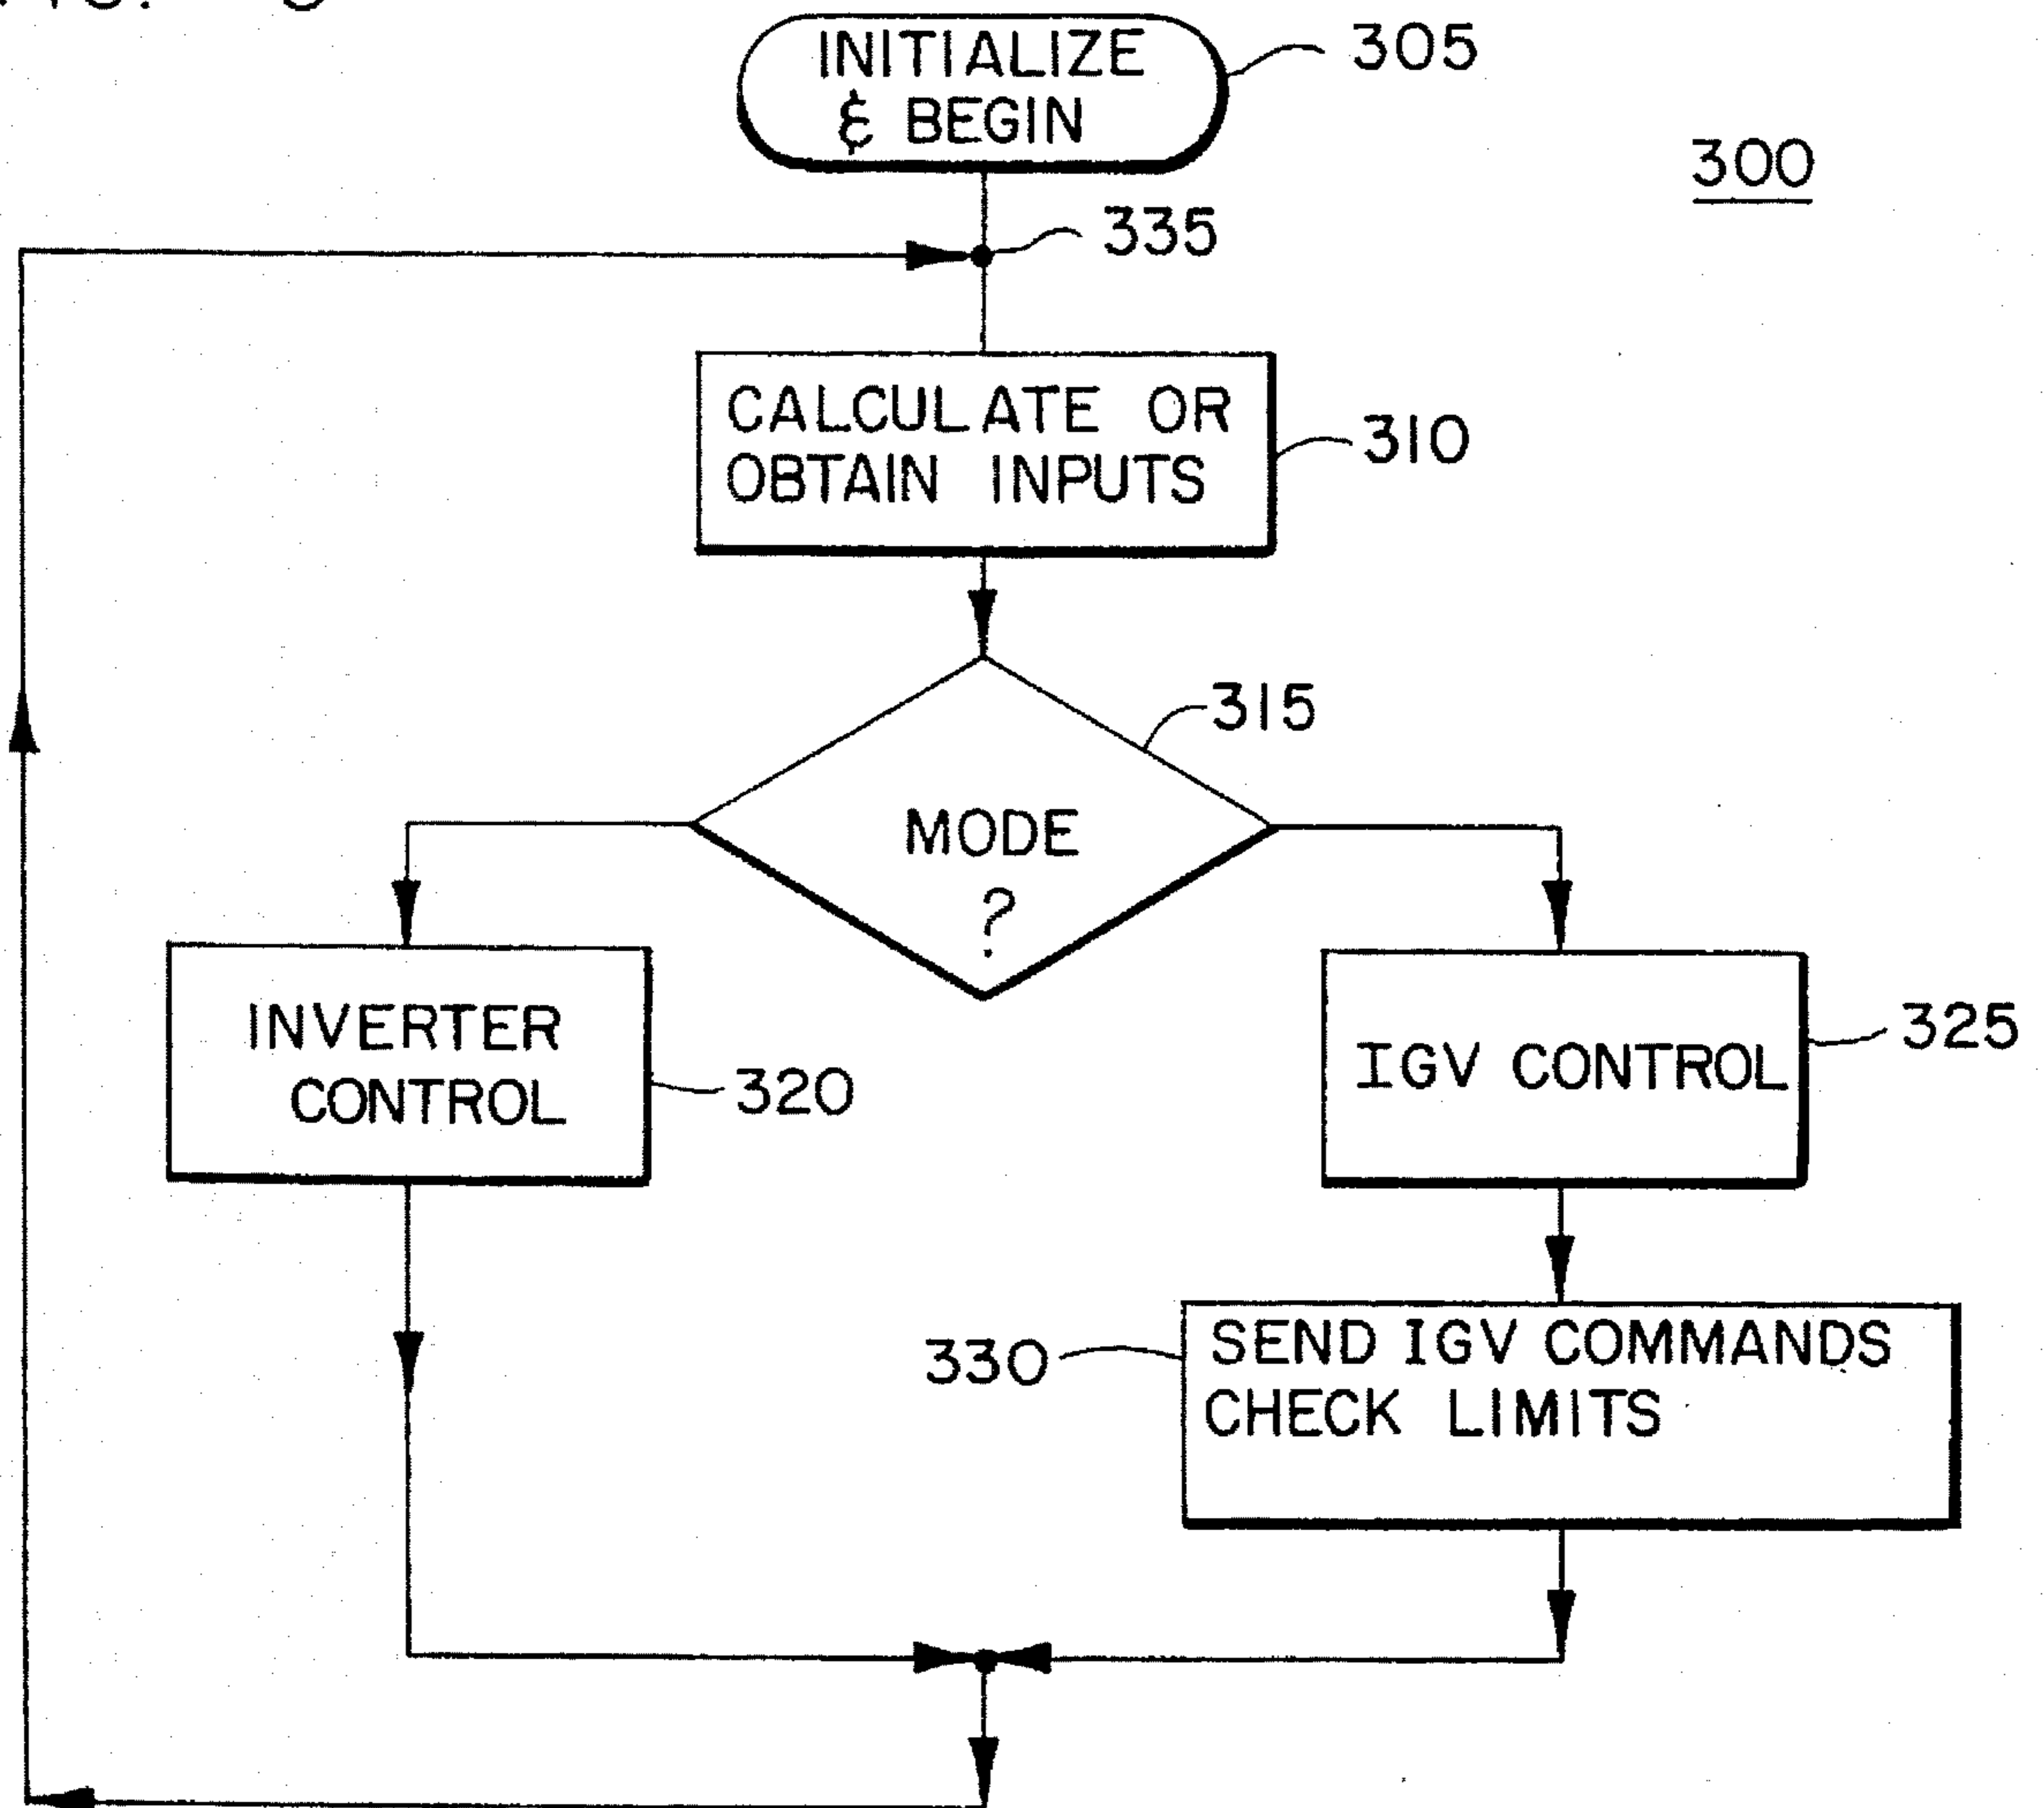 INITIALIZE
& BEGIN
305
300
335
CALCULATE OR
OBTAIN INPUTS
310
315
MODE
?
INVERTER
CONTROL
320
IGV CONTROL
325
330
SEND IGV COMMANDS
CHECK LIMITS